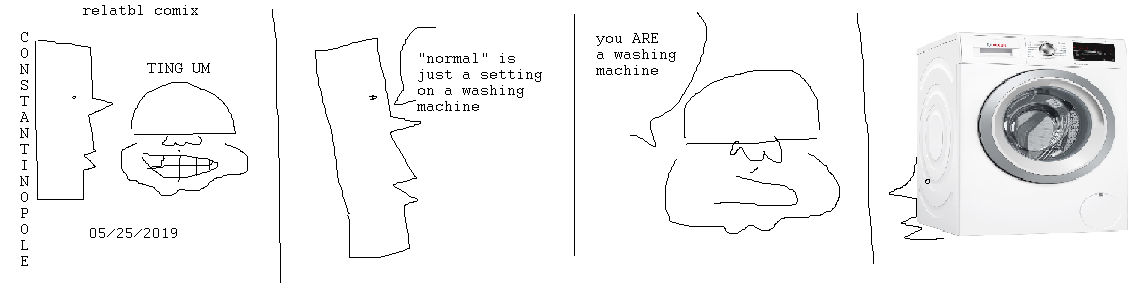 relatbl comix
CONSTANTINOPOLE
TING UM
05/25/2019
"normal" is
just a setting
on a washing
machine
you ARE
a washing
machine